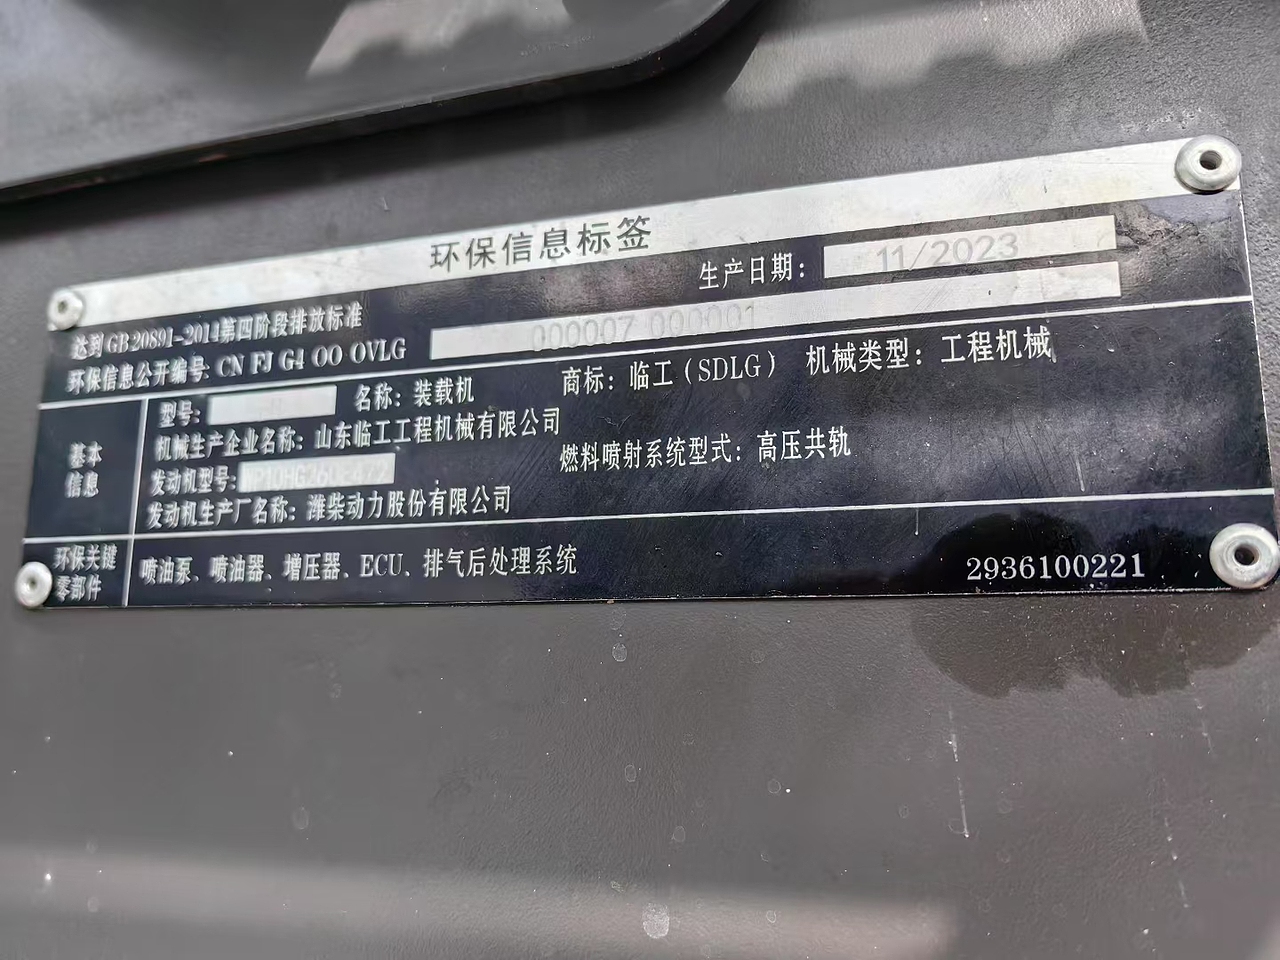 环保信息标签
生产日期: 11/2023
达到GB20891-2014第四阶段排放标准
环保信息公开编号: CN FJ G4 OO OVLG 000007 000001
基本信息
型号: 名称: 装载机 商标: 临工(SDLG) 机械类型: 工程机械
机械生产企业名称: 山东临工工程机械有限公司
发动机型号: 燃料喷射系统型式: 高压共轨
发动机生产厂名称: 潍柴动力股份有限公司
环保关键零部件
喷油泵、喷油器、增压器、ECU、排气后处理系统
2936100221